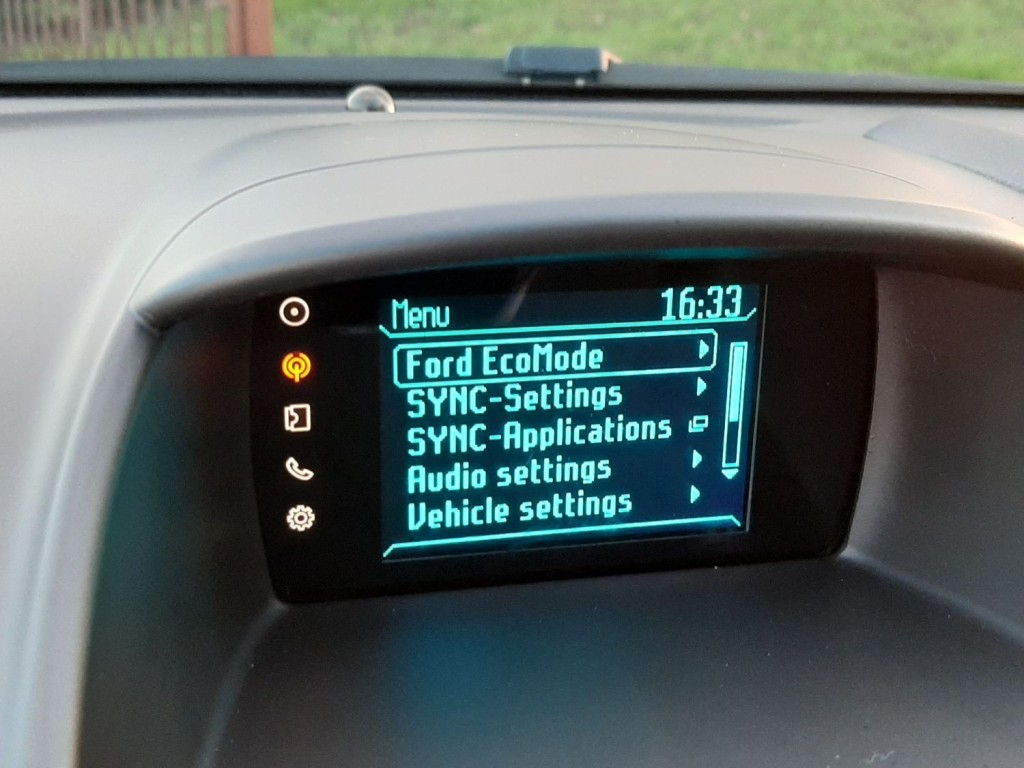 Menu 16:33
Ford EcoMode
SYNC-Settings
SYNC-Applications
Audio settings
Vehicle settings